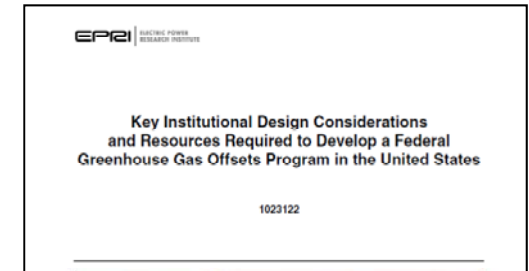 EPRI
ELECTRIC POWER
RESEARCH INSTITUTE
Key Institutional Design Considerations
and Resources Required to Develop a Federal
Greenhouse Gas Offsets Program in the United States
1023122